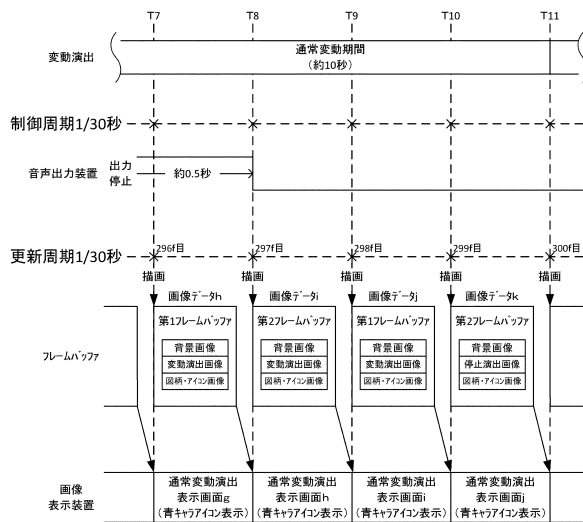 T7 T8 T9 T10 T11
変動演出
通常変動期間
(約10秒)
制御周期1/30秒
音声出力装置
出力
停止
約0.5秒
更新周期1/30秒
296f目 297f目 298f目 299f目 300f目
描画 描画 描画 描画 描画
画像データh 画像データi 画像データj 画像データk
第1フレームバッファ 第2フレームバッファ 第1フレームバッファ 第2フレームバッファ
フレームバッファ
背景画像 背景画像 背景画像 背景画像
変動演出画像 変動演出画像 変動演出画像 停止演出画像
図柄・アイコン画像 図柄・アイコン画像 図柄・アイコン画像 図柄・アイコン画像
画像
表示装置
通常変動演出 通常変動演出 通常変動演出 通常変動演出
表示画面g 表示画面h 表示画面i 表示画面j
(青キャラアイコン表示) (青キャラアイコン表示) (青キャラアイコン表示) (青キャラアイコン表示)